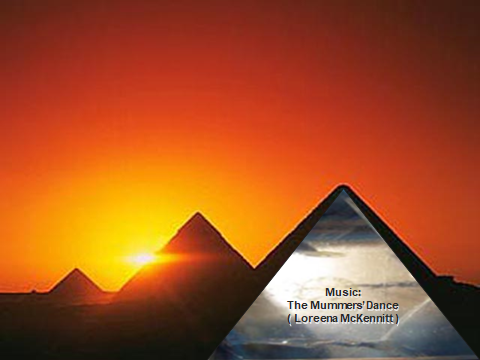 Music:
The Mummers'Dance
( Loreena McKennitt )